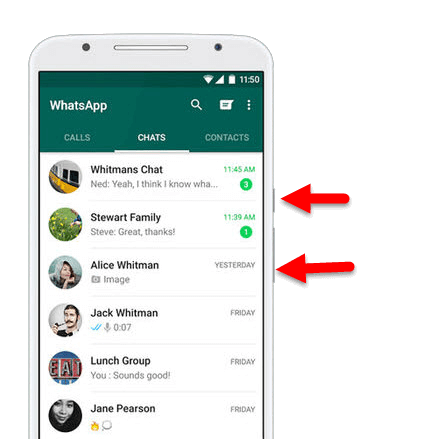 11:50
WhatsApp
CALLS CHATS CONTACTS
Whitmans Chat 11:45 AM
Ned: Yeah, I think I know wha... 3
Stewart Family 11:39 AM
Steve: Great, thanks! 1
Alice Whitman YESTERDAY
Image
Jack Whitman FRIDAY
0:07
Lunch Group FRIDAY
You : Sounds good!
EAT
Jane Pearson FRIDAY
🔥💭